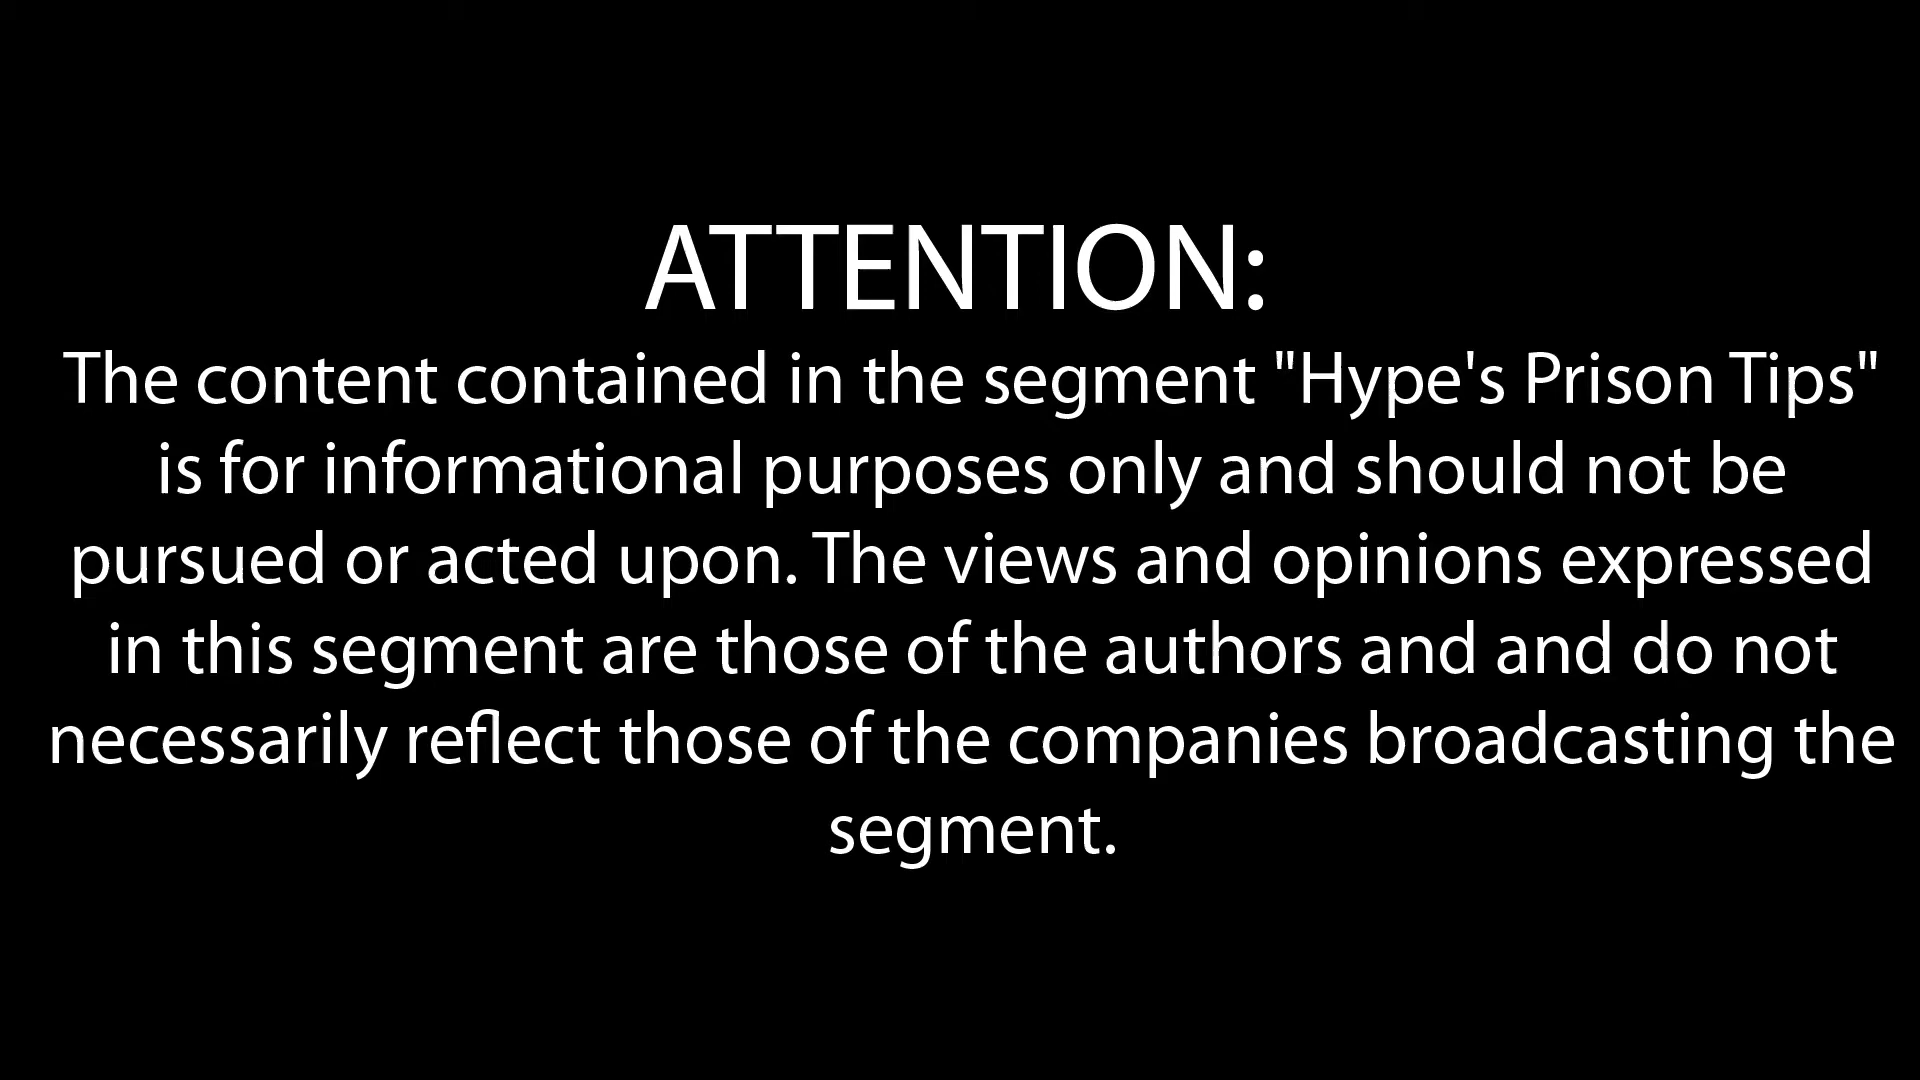 ATTENTION:
The content contained in the segment "Hype's Prison Tips"
is for informational purposes only and should not be
pursued or acted upon. The views and opinions expressed
in this segment are those of the authors and and do not
necessarily reflect those of the companies broadcasting the
segment.